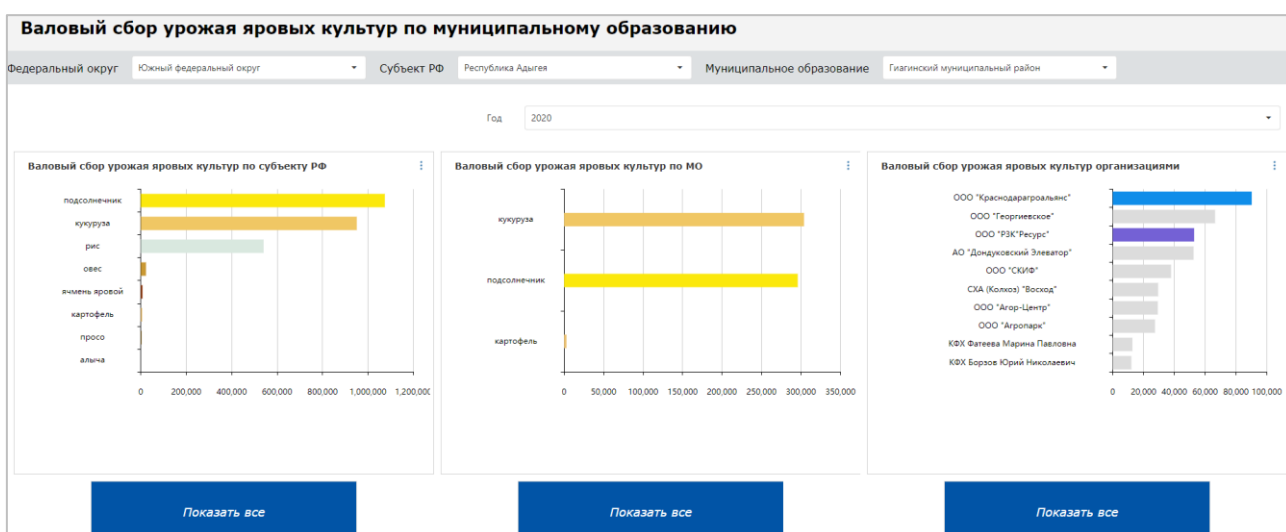 Валовый сбор урожая яровых культур по муниципальному образованию
Федеральный округ Южный федеральный округ Субъект РФ Республика Адыгея Муниципальное образование Гиагинский муниципальный район
Год 2020
Валовый сбор урожая яровых культур по субъекту РФ
подсолнечник
кукуруза
рис
овес
ячмень яровой
картофель
просо
алыча
0 200,000 400,000 600,000 800,000 1,000,000 1,200,000
Валовый сбор урожая яровых культур по МО
кукуруза
подсолнечник
картофель
0 50,000 100,000 150,000 200,000 250,000 300,000 350,000
Валовый сбор урожая яровых культур организациями
ООО "Краснодарагроальянс"
ООО "Георгиевское"
ООО "РЗК"Ресурс"
АО "Дондуковский Элеватор"
ООО "СКИФ"
СХА (Колхоз) "Восход"
ООО "Агор-Центр"
ООО "Агропарк"
КФХ Фатеева Марина Павловна
КФХ Борзов Юрий Николаевич
0 20,000 40,000 60,000 80,000 100,000
Показать все
Показать все
Показать все